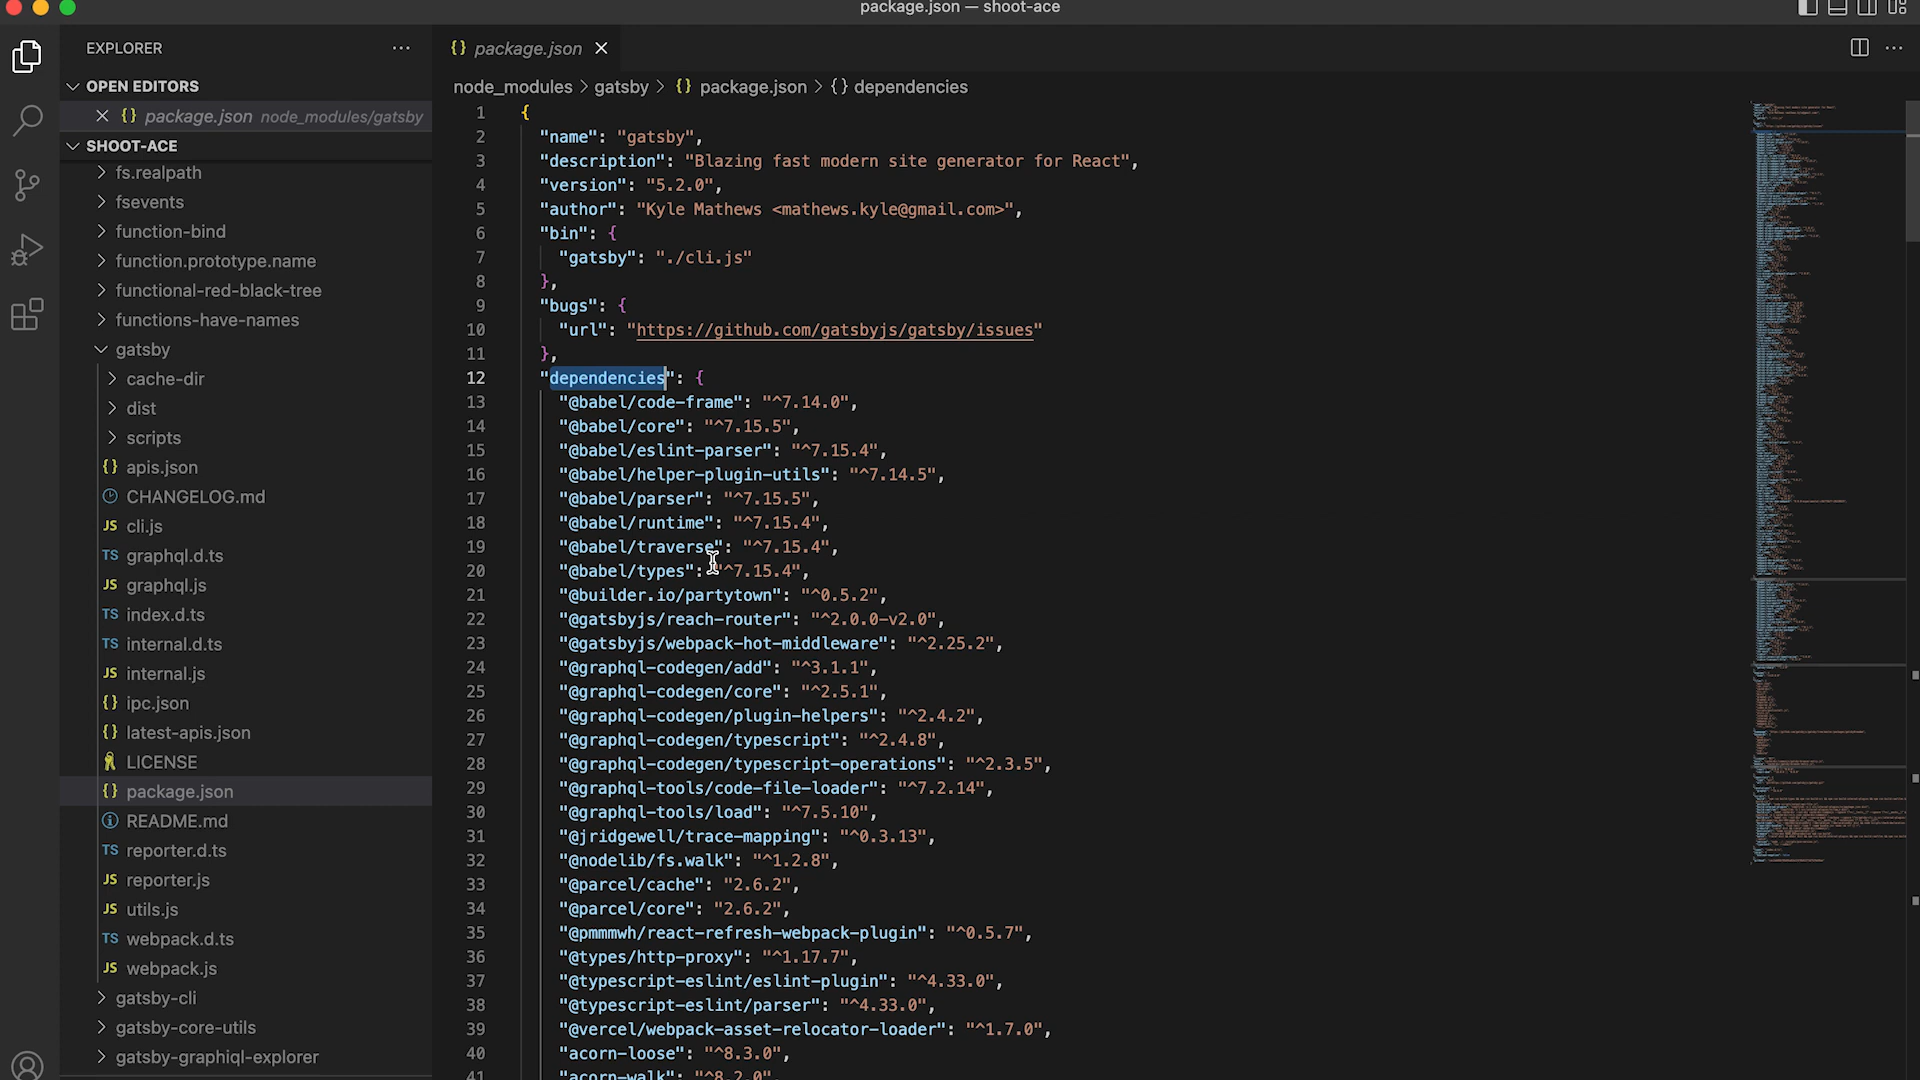 package.json — shoot-ace
EXPLORER
OPEN EDITORS
package.json node_modules/gatsby
SHOOT-ACE
fs.realpath
fsevents
function-bind
function.prototype.name
functional-red-black-tree
functions-have-names
gatsby
cache-dir
dist
scripts
{} apis.json
CHANGELOG.md
JS cli.js
TS graphql.d.ts
JS graphql.js
TS index.d.ts
TS internal.d.ts
JS internal.js
{} ipc.json
{} latest-apis.json
LICENSE
{} package.json
README.md
TS reporter.d.ts
JS reporter.js
JS utils.js
TS webpack.d.ts
JS webpack.js
gatsby-cli
gatsby-core-utils
gatsby-graphiql-explorer
{} package.json
node_modules > gatsby > {} package.json > {} dependencies
1 {
2 "name": "gatsby",
3 "description": "Blazing fast modern site generator for React",
4 "version": "5.2.0",
5 "author": "Kyle Mathews <mathews.kyle@gmail.com>",
6 "bin": {
7 "gatsby": "./cli.js"
8 },
9 "bugs": {
10 "url": "https://github.com/gatsbyjs/gatsby/issues"
11 },
12 "dependencies": {
13 "@babel/code-frame": "^7.14.0",
14 "@babel/core": "^7.15.5",
15 "@babel/eslint-parser": "^7.15.4",
16 "@babel/helper-plugin-utils": "^7.14.5",
17 "@babel/parser": "^7.15.5",
18 "@babel/runtime": "^7.15.4",
19 "@babel/traverse": "^7.15.4",
20 "@babel/types": "^7.15.4",
21 "@builder.io/partytown": "^0.5.2",
22 "@gatsbyjs/reach-router": "^2.0.0-v2.0",
23 "@gatsbyjs/webpack-hot-middleware": "^2.25.2",
24 "@graphql-codegen/add": "^3.1.1",
25 "@graphql-codegen/core": "^2.5.1",
26 "@graphql-codegen/plugin-helpers": "^2.4.2",
27 "@graphql-codegen/typescript": "^2.4.8",
28 "@graphql-codegen/typescript-operations": "^2.3.5",
29 "@graphql-tools/code-file-loader": "^7.2.14",
30 "@graphql-tools/load": "^7.5.10",
31 "@jridgewell/trace-mapping": "^0.3.13",
32 "@nodelib/fs.walk": "^1.2.8",
33 "@parcel/cache": "2.6.2",
34 "@parcel/core": "2.6.2",
35 "@pmmmwh/react-refresh-webpack-plugin": "^0.5.7",
36 "@types/http-proxy": "^1.17.7",
37 "@typescript-eslint/eslint-plugin": "^4.33.0",
38 "@typescript-eslint/parser": "^4.33.0",
39 "@vercel/webpack-asset-relocator-loader": "^1.7.0",
40 "acorn-loose": "^8.3.0",
41 "acorn-walk": "^8.2.0",